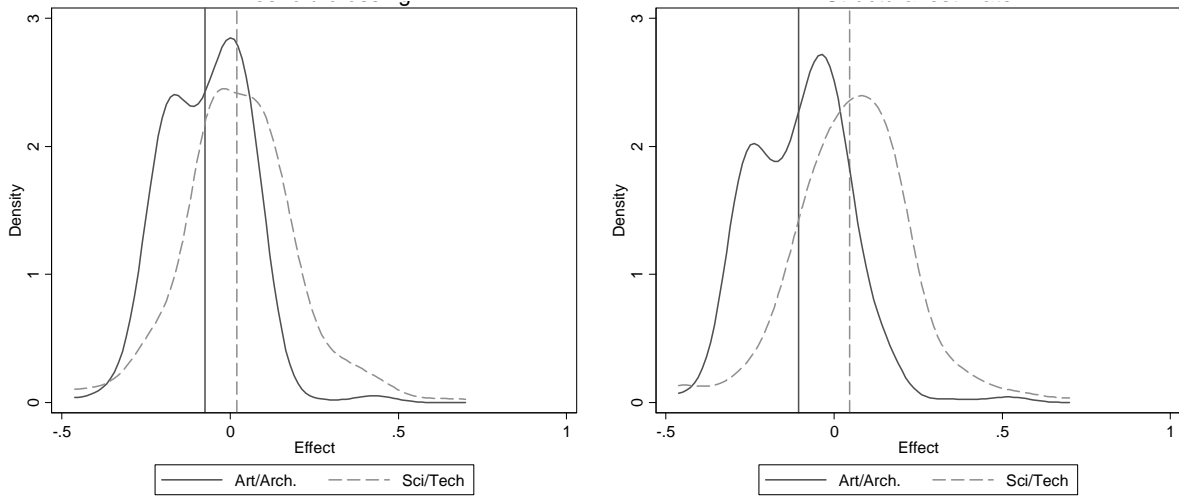 3
2
1
0
Density
-.5
0
.5
1
Effect
Art/Arch.
Sci/Tech
3
2
1
0
Density
-.5
0
.5
1
Effect
Art/Arch.
Sci/Tech